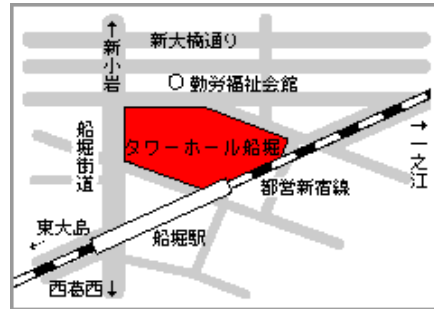 ↑新小岩
新大橋通り
勤労福祉会館
船堀街道
タワーホール船堀
→一之江
都営新宿線
東大島
←
船堀駅
西葛西↓